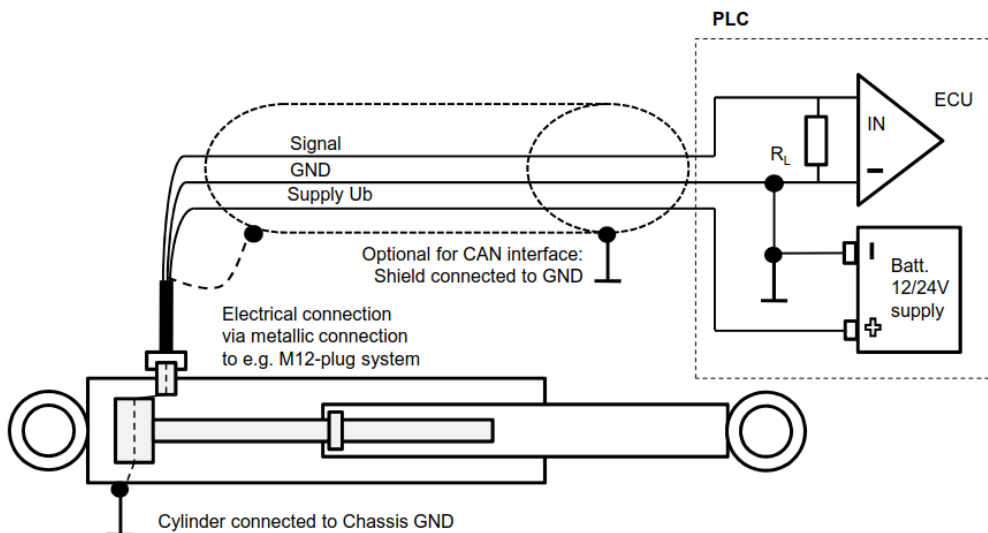 PLC
ECU
IN
Signal
GND
R_L
Supply Ub
Optional for CAN interface:
Shield connected to GND
Batt.
12/24V
supply
Electrical connection
via metallic connection
to e.g. M12-plug system
Cylinder connected to Chassis GND